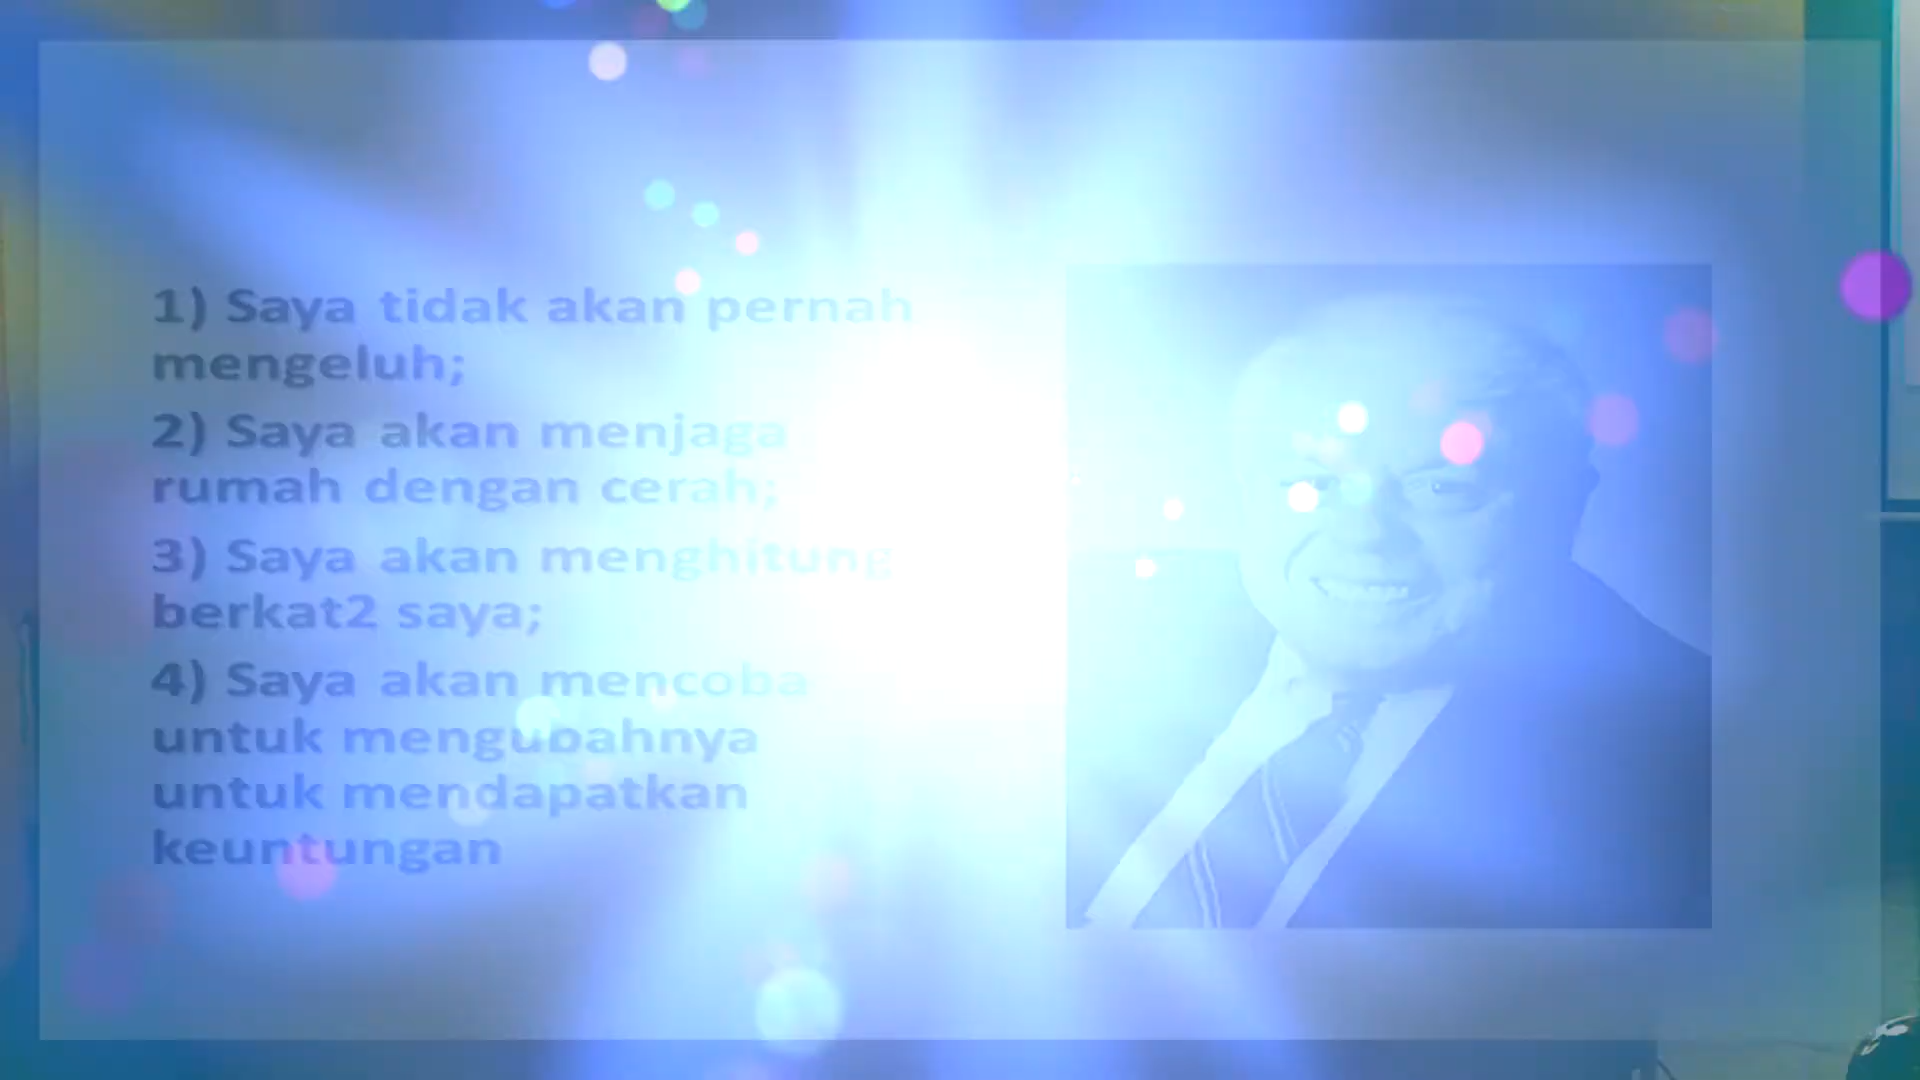 1) Saya tidak akan pernah
mengeluh;
2) Saya akan menjaga
rumah dengan cerah;
3) Saya akan menghitung
berkat2 saya;
4) Saya akan mencoba
untuk mengubahnya
untuk mendapatkan
keuntungan